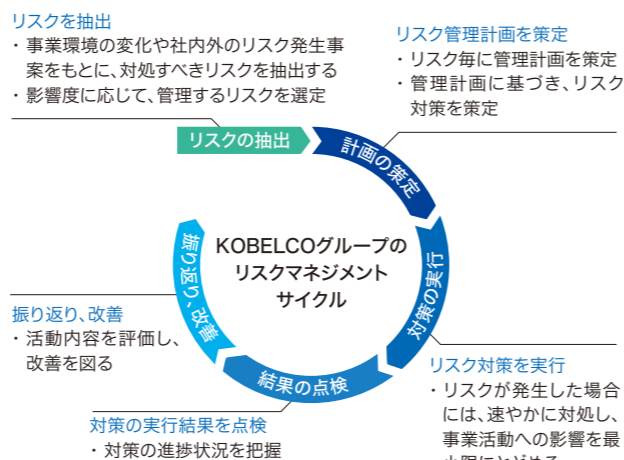 リスクを抽出
・事業環境の変化や社内外のリスク発生事
案をもとに、対処すべきリスクを抽出する
・影響度に応じて、管理するリスクを選定
リスク管理計画を策定
・リスク毎に管理計画を策定
・管理計画に基づき、リスク
対策を策定
リスクの抽出
計画の策定
対策の実行
結果の点検
振り返り、改善
KOBELCOグループの
リスクマネジメント
サイクル
リスク対策を実行
・リスクが発生した場合
には、速やかに対処し、
事業活動への影響を最
対策の実行結果を点検
・対策の進捗状況を把握
振り返り、改善
・活動内容を評価し、
改善を図る